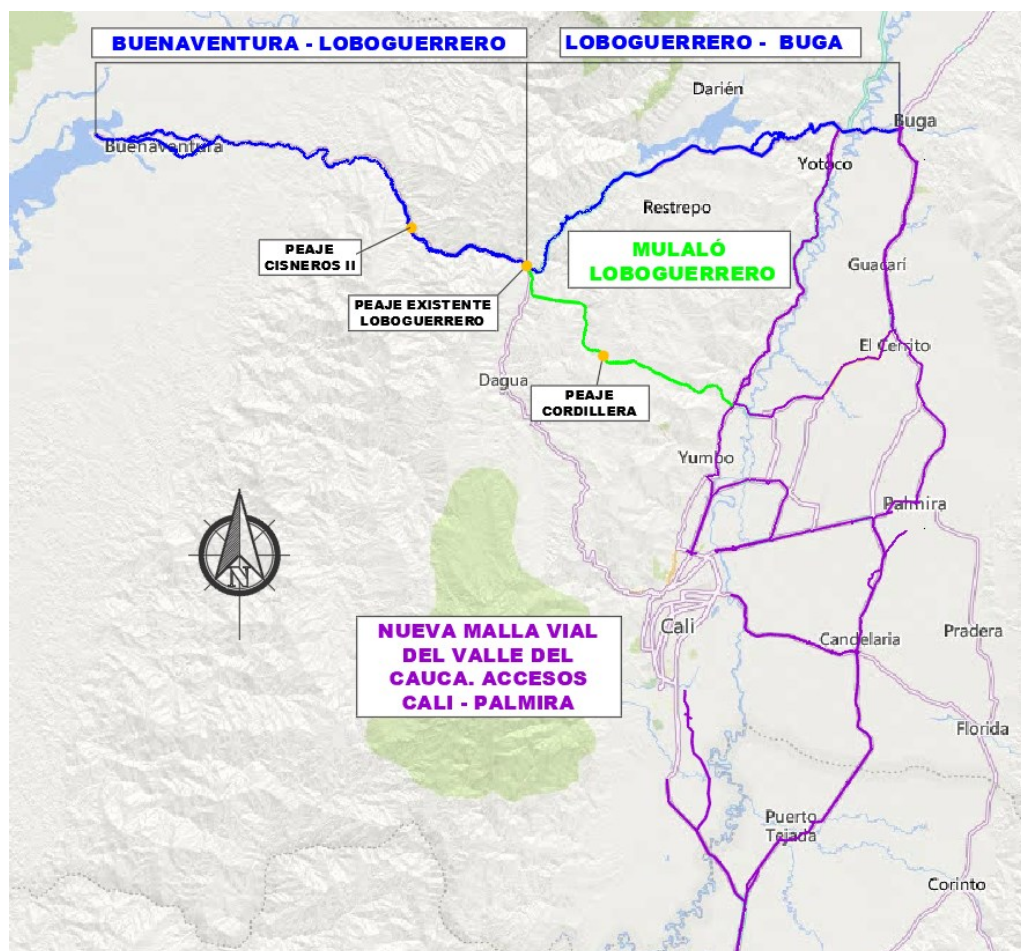 BUENAVENTURA - LOBOGUERRERO
LOBOGUERRERO - BUGA
Darién
Buenaventura
Buga
Yotoco
Restrepo
PEAJE
CISNEROS II
MULALÓ
LOBOGUERRERO
Guacarí
PEAJE EXISTENTE
LOBOGUERRERO
El Cerrito
Dagua
PEAJE
CORDILLERA
Yumbo
Palmira
N
NUEVA MALLA VIAL
DEL VALLE DEL
CAUCA. ACCESOS
CALI - PALMIRA
Cali
Candelaria
Pradera
Florida
Puerto
Tejada
Corinto